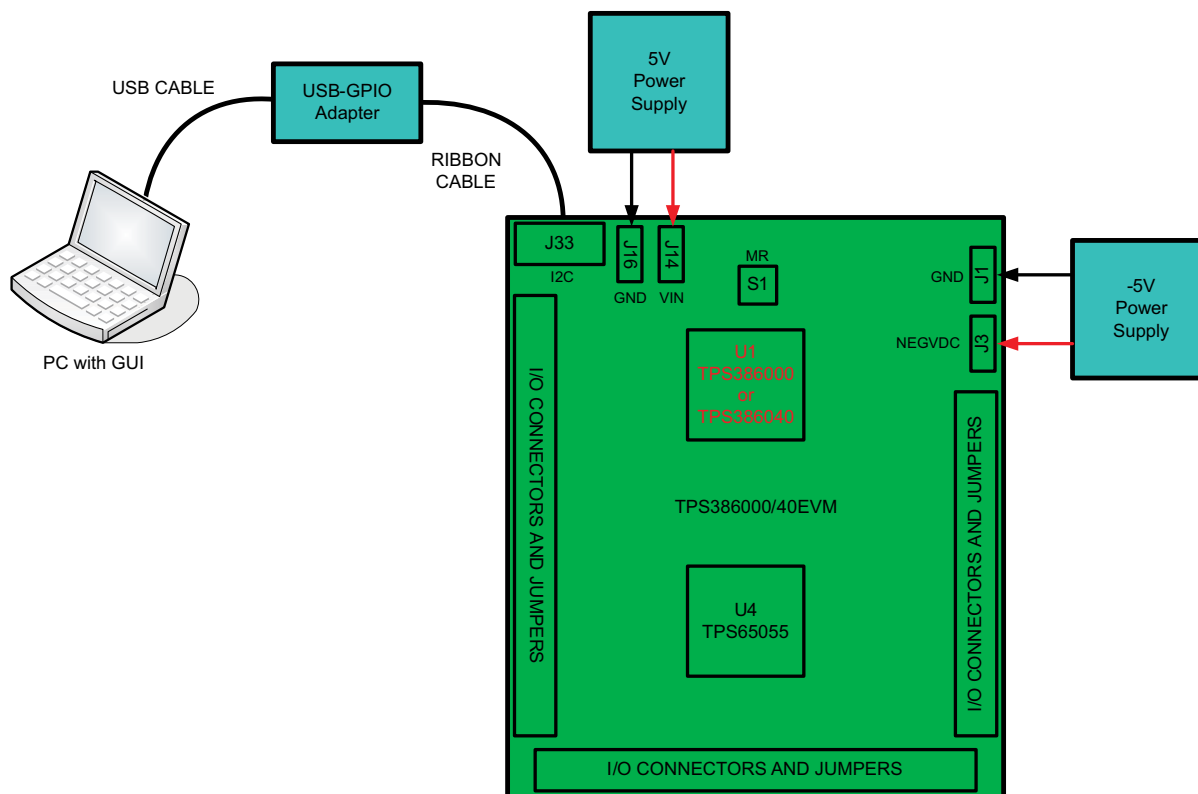 5V
Power
Supply
USB CABLE
USB-GPIO
Adapter
RIBBON
CABLE
PC with GUI
J33
I2C
J16
GND
J14
VIN
MR
S1
GND
J1
NEGVDC
J3
-5V
Power
Supply
U1
TPS386000
or
TPS386040
I/O CONNECTORS AND JUMPERS
TPS386000/40EVM
I/O CONNECTORS AND JUMPERS
U4
TPS65055
I/O CONNECTORS AND JUMPERS